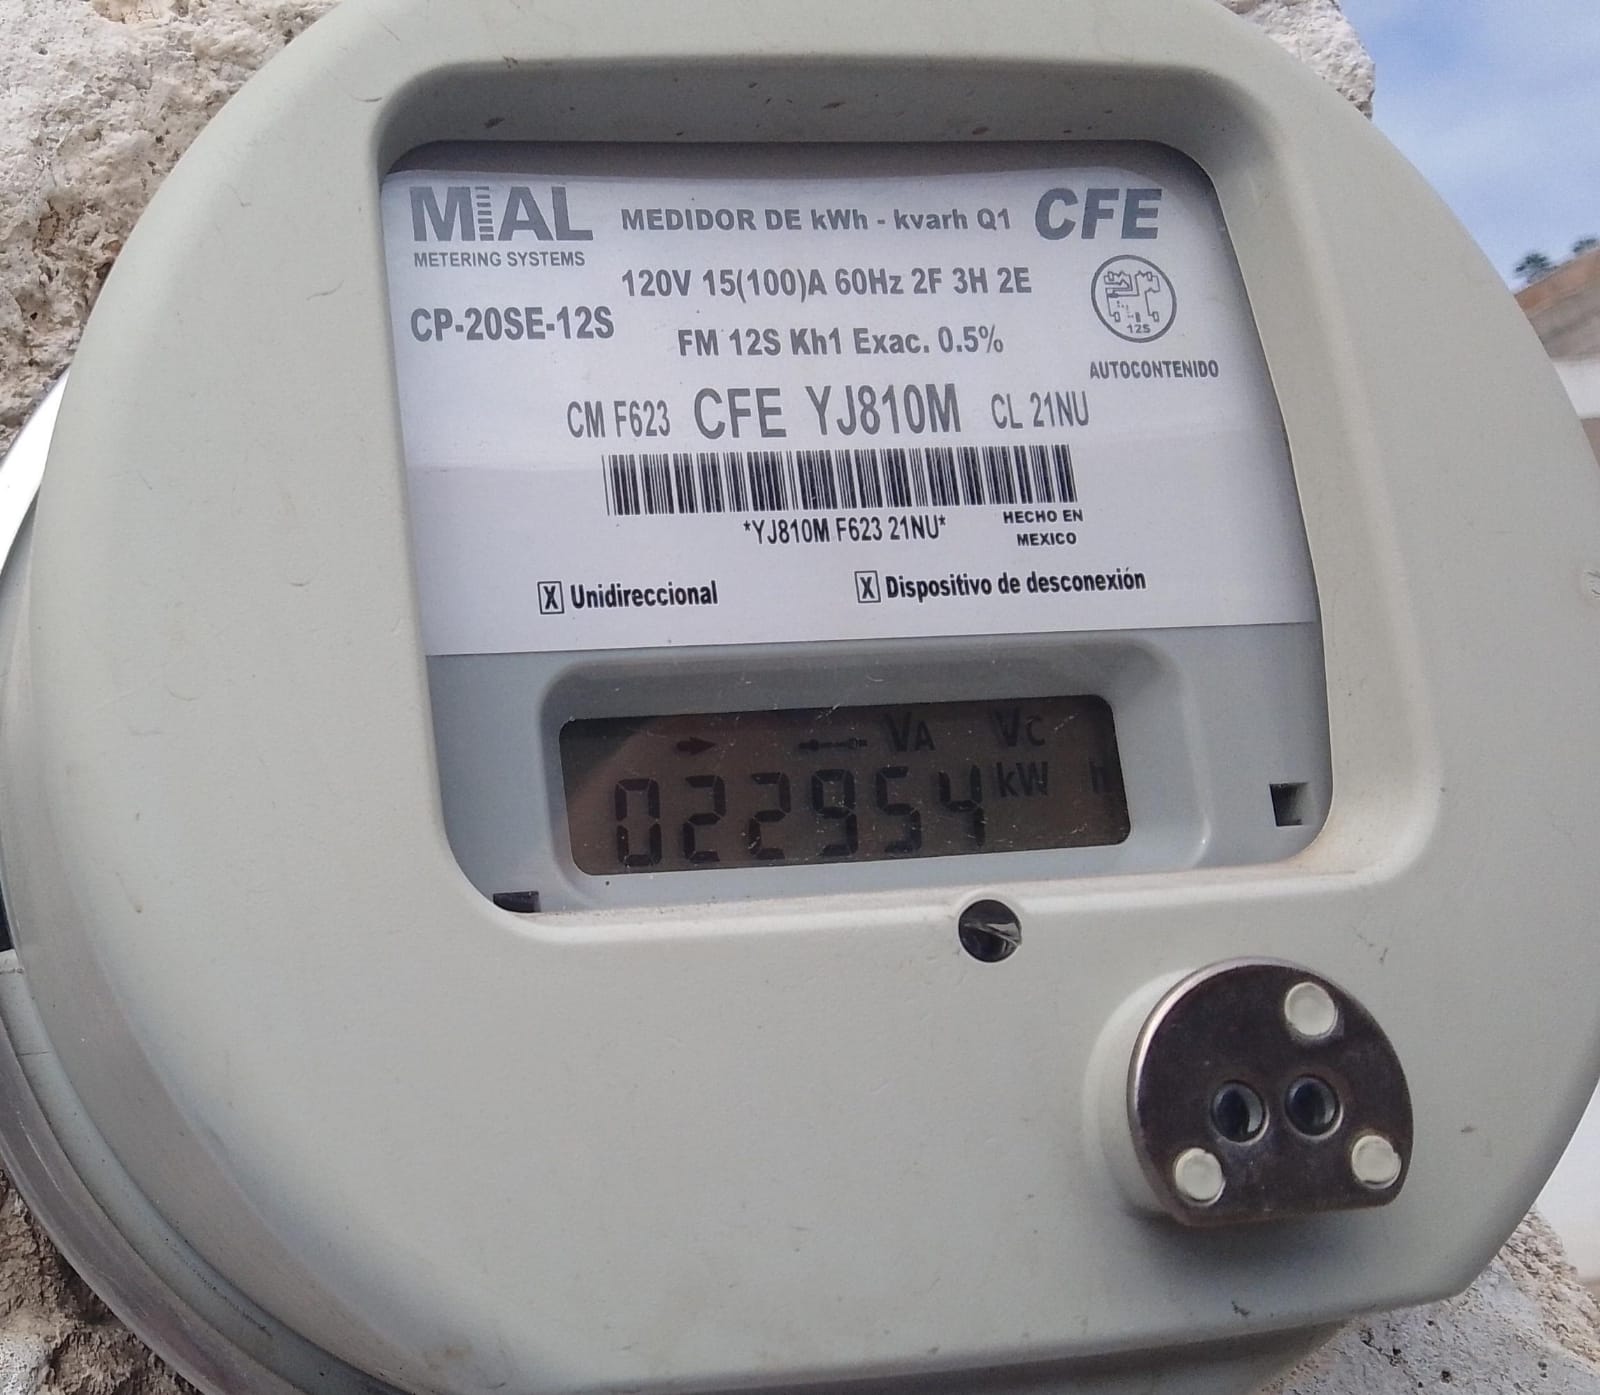 MIAL
METERING SYSTEMS
MEDIDOR DE kWh - kvarh Q1
CFE
120V 15(100)A 60Hz 2F 3H 2E
CP-20SE-12S
FM 12S Kh1 Exac. 0.5%
12S
AUTOCONTENIDO
CM F623 CFE YJ810M CL 21NU
*YJ810M F623 21NU*
HECHO EN
MEXICO
X Unidireccional
X Dispositivo de desconexión
VA VC
022954 kW h